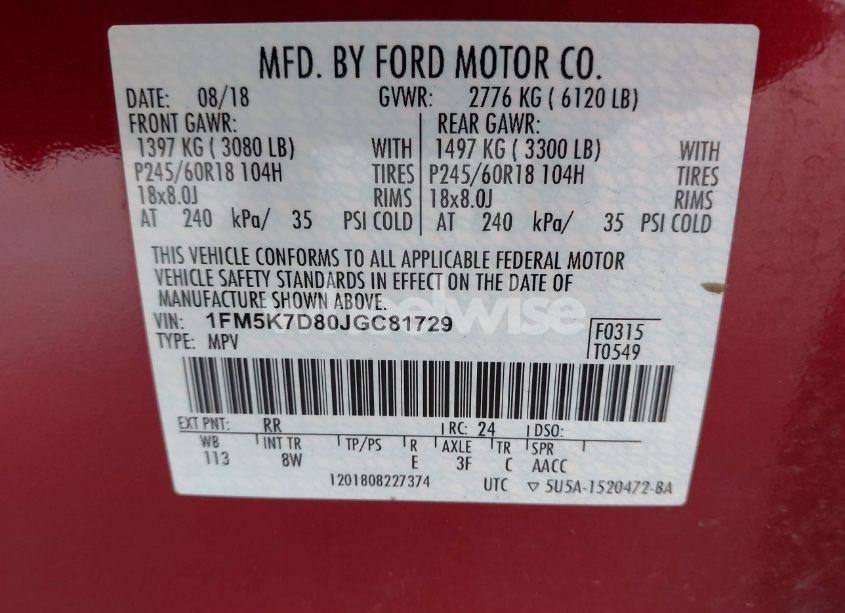 MFD. BY FORD MOTOR CO.
DATE: 08/18 GVWR: 2776 KG ( 6120 LB)
FRONT GAWR: REAR GAWR:
1397 KG ( 3080 LB) WITH 1497 KG ( 3300 LB) WITH
P245/60R18 104H TIRES P245/60R18 104H TIRES
18x8.0J RIMS 18x8.0J RIMS
AT 240 kPa/ 35 PSI COLD AT 240 kPa/ 35 PSI COLD
THIS VEHICLE CONFORMS TO ALL APPLICABLE FEDERAL MOTOR
VEHICLE SAFETY STANDARDS IN EFFECT ON THE DATE OF
MANUFACTURE SHOWN ABOVE.
VIN: 1FM5K7D80JGC81729 F0315
TYPE: MPV T0549
EXT PNT: RR RC: 24 DSO:
WB INT TR TP/PS R AXLE TR SPR
113 8W E 3F C AACC
1201808227374 UTC ▽ 5U5A-1520472-BA